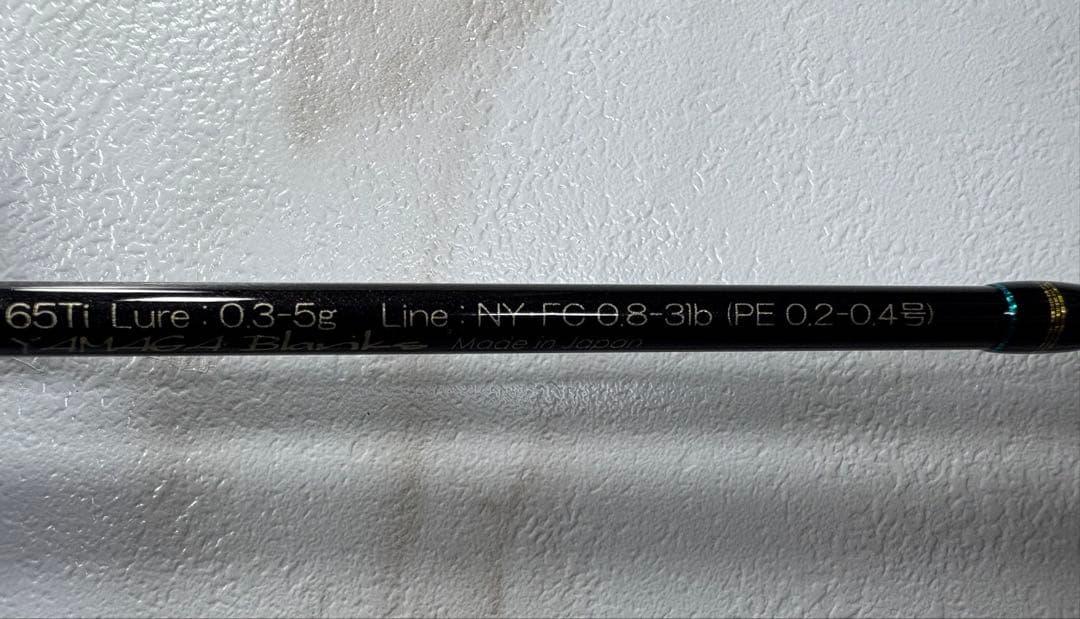 65Ti Lure : 0.3-5g Line : NY FC 0.8-3lb (PE 0.2-0.4号)
YAMAGA Blanks Made in Japan